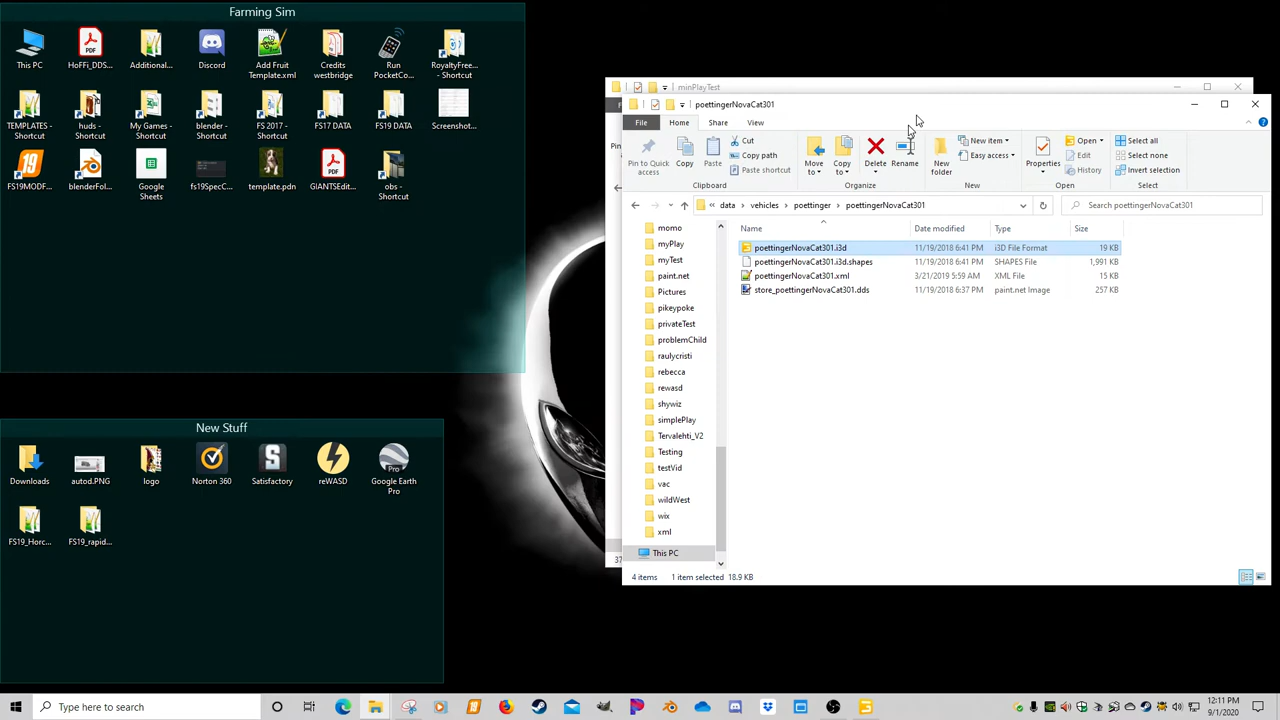 Farming Sim
This PC
HoFFi_DDS...
Additional...
Discord
Add Fruit
Template.xml
Credits
westbridge
Run
PocketCo...
RoyaltyFree...
- Shortcut
TEMPLATES -
Shortcut
huds -
Shortcut
My Games -
Shortcut
blender -
Shortcut
FS 2017 -
Shortcut
FS17 DATA
FS19 DATA
Screenshot...
FS19MODF...
blenderFol...
Google
Sheets
fs19SpecC...
template.pdn
GIANTSEdit...
obs -
Shortcut
New Stuff
Downloads
autod.PNG
logo
Norton 360
Satisfactory
reWASD
Google Earth
Pro
FS19_Horc...
FS19_rapid...
minPlayTest
poettingerNovaCat301
File
Home
Share
View
Pin to Quick
access
Copy
Paste
Cut
Copy path
Paste shortcut
Clipboard
Move
to
Copy
to
Delete
Rename
Organize
New
folder
New item
Easy access
New
Properties
Open
Edit
History
Open
Select all
Select none
Invert selection
Select
« data › vehicles › poettinger › poettingerNovaCat301
Search poettingerNovaCat301
Name Date modified Type Size
poettingerNovaCat301.i3d 11/19/2018 6:41 PM i3D File Format 19 KB
poettingerNovaCat301.i3d.shapes 11/19/2018 6:41 PM SHAPES File 1,991 KB
poettingerNovaCat301.xml 3/21/2019 5:59 AM XML File 15 KB
store_poettingerNovaCat301.dds 11/19/2018 6:37 PM paint.net Image 257 KB
momo
myPlay
myTest
paint.net
Pictures
pikeypoke
privateTest
problemChild
raulycristi
rebecca
rewasd
shywiz
simplePlay
Tervalehti_V2
Testing
testVid
vac
wildWest
wix
xml
This PC
4 items 1 item selected 18.9 KB
Type here to search
12:11 PM
9/1/2020